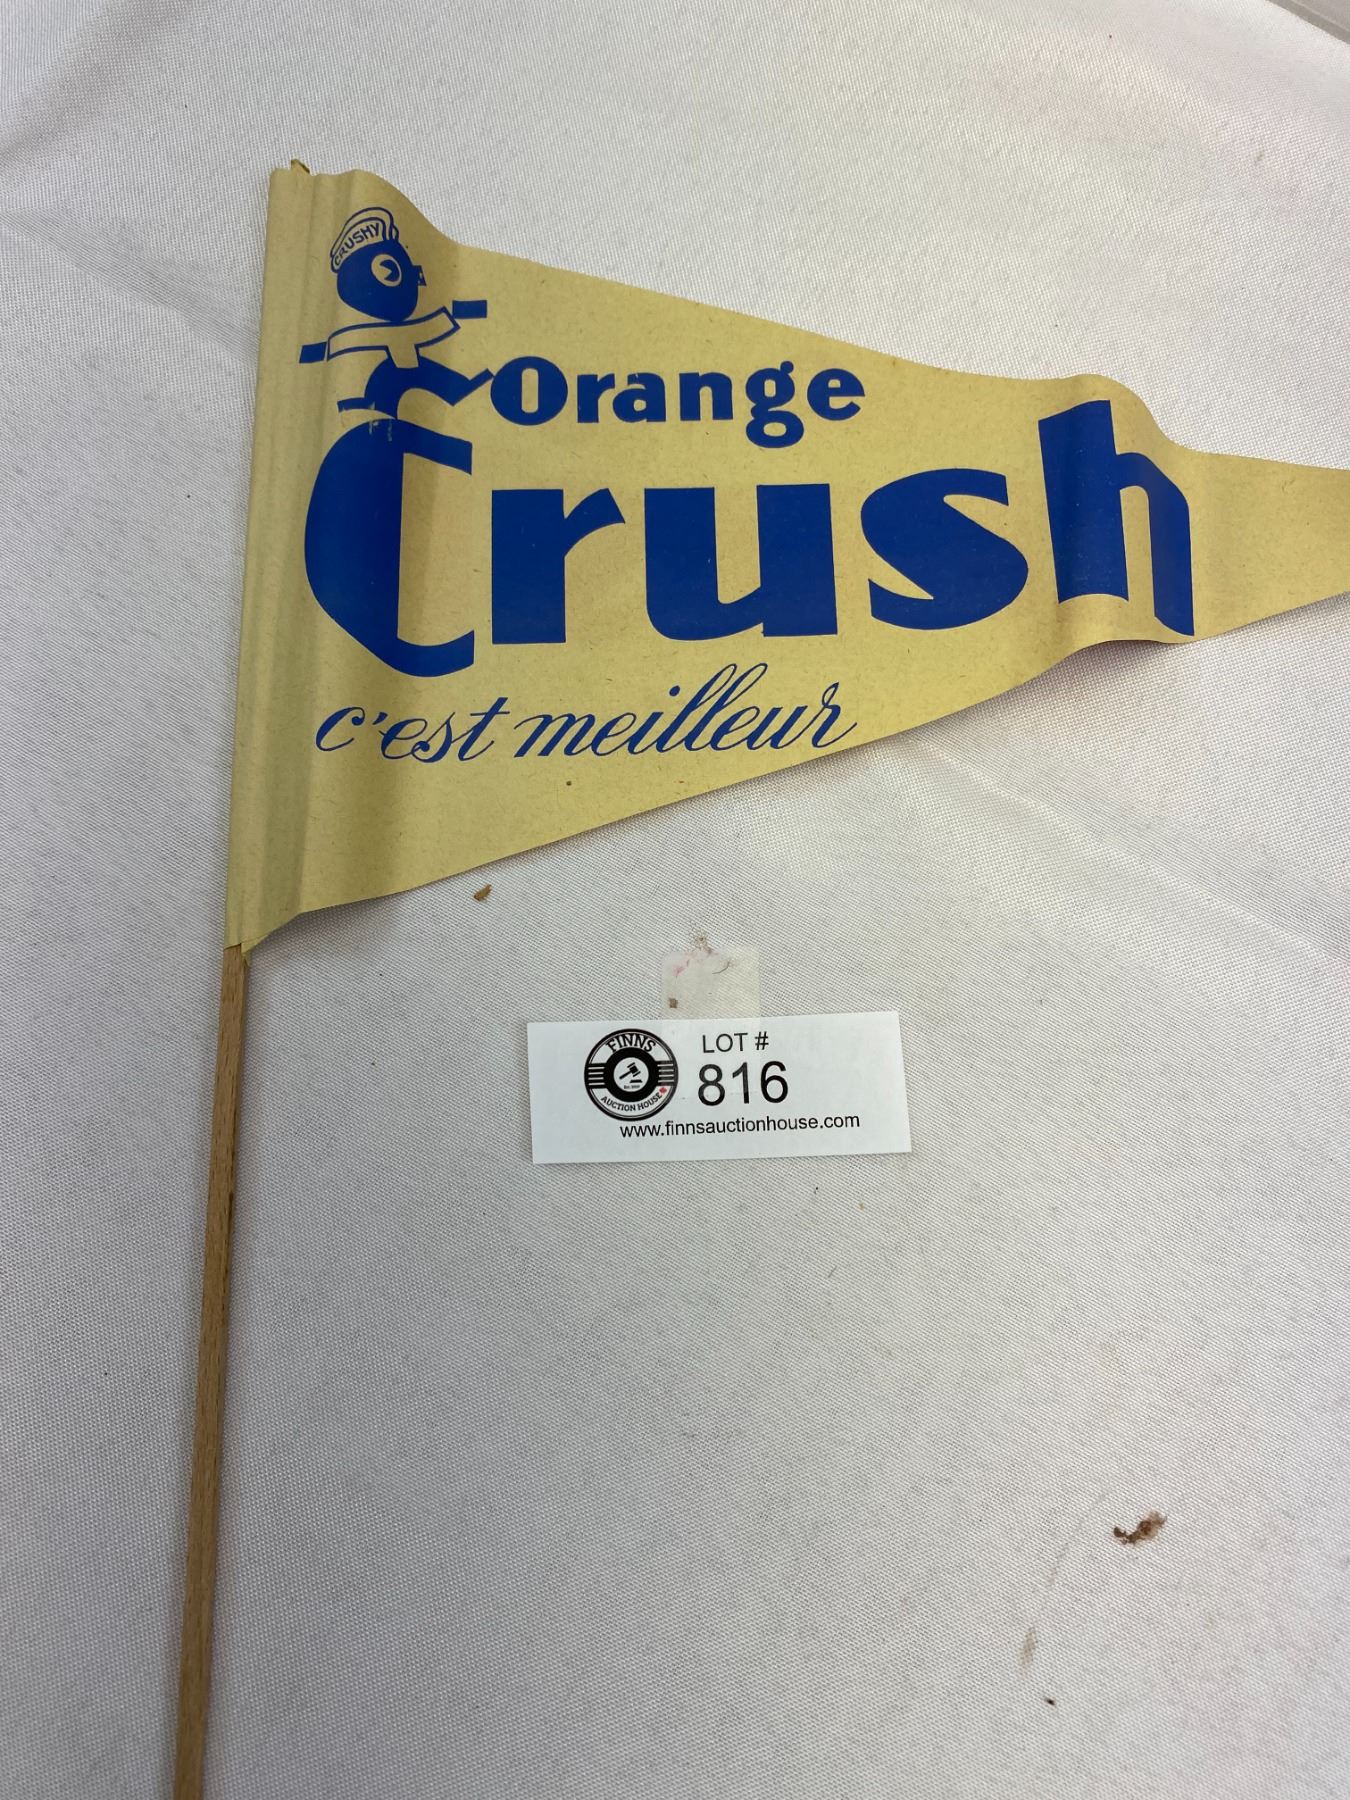 CRUSHY
Orange
Crush
c'est meilleur
FINNS
AUCTION HOUSE
LOT #
816
www.finnsauctionhouse.com